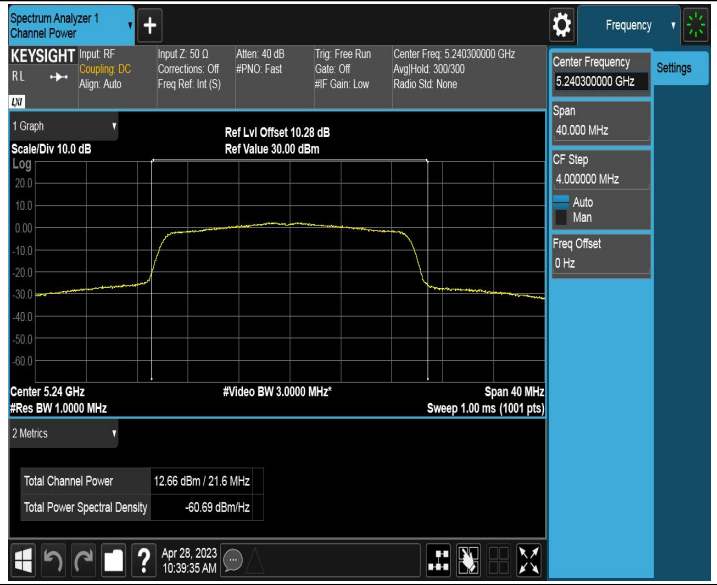 Spectrum Analyzer 1
Channel Power
Frequency
KEYSIGHT
RL
LXI
Input: RF
Coupling: DC
Align: Auto
Input Z: 50 Ω
Corrections: Off
Freq Ref: Int (S)
Atten: 40 dB
#PNO: Fast
Trig: Free Run
Gate: Off
#IF Gain: Low
Center Freq: 5.240300000 GHz
Avg|Hold: 300/300
Radio Std: None
Center Frequency
5.240300000 GHz
Settings
Span
40.000 MHz
CF Step
4.000000 MHz
Auto
Man
Freq Offset
0 Hz
1 Graph
Scale/Div 10.0 dB
Ref Lvl Offset 10.28 dB
Ref Value 30.00 dBm
Log
20.0
10.0
0.00
-10.0
-20.0
-30.0
-40.0
-50.0
-60.0
Center 5.24 GHz
#Video BW 3.0000 MHz*
Span 40 MHz
#Res BW 1.0000 MHz
Sweep 1.00 ms (1001 pts)
2 Metrics
Total Channel Power 12.66 dBm / 21.6 MHz
Total Power Spectral Density -60.69 dBm/Hz
?
Apr 28, 2023
10:39:35 AM